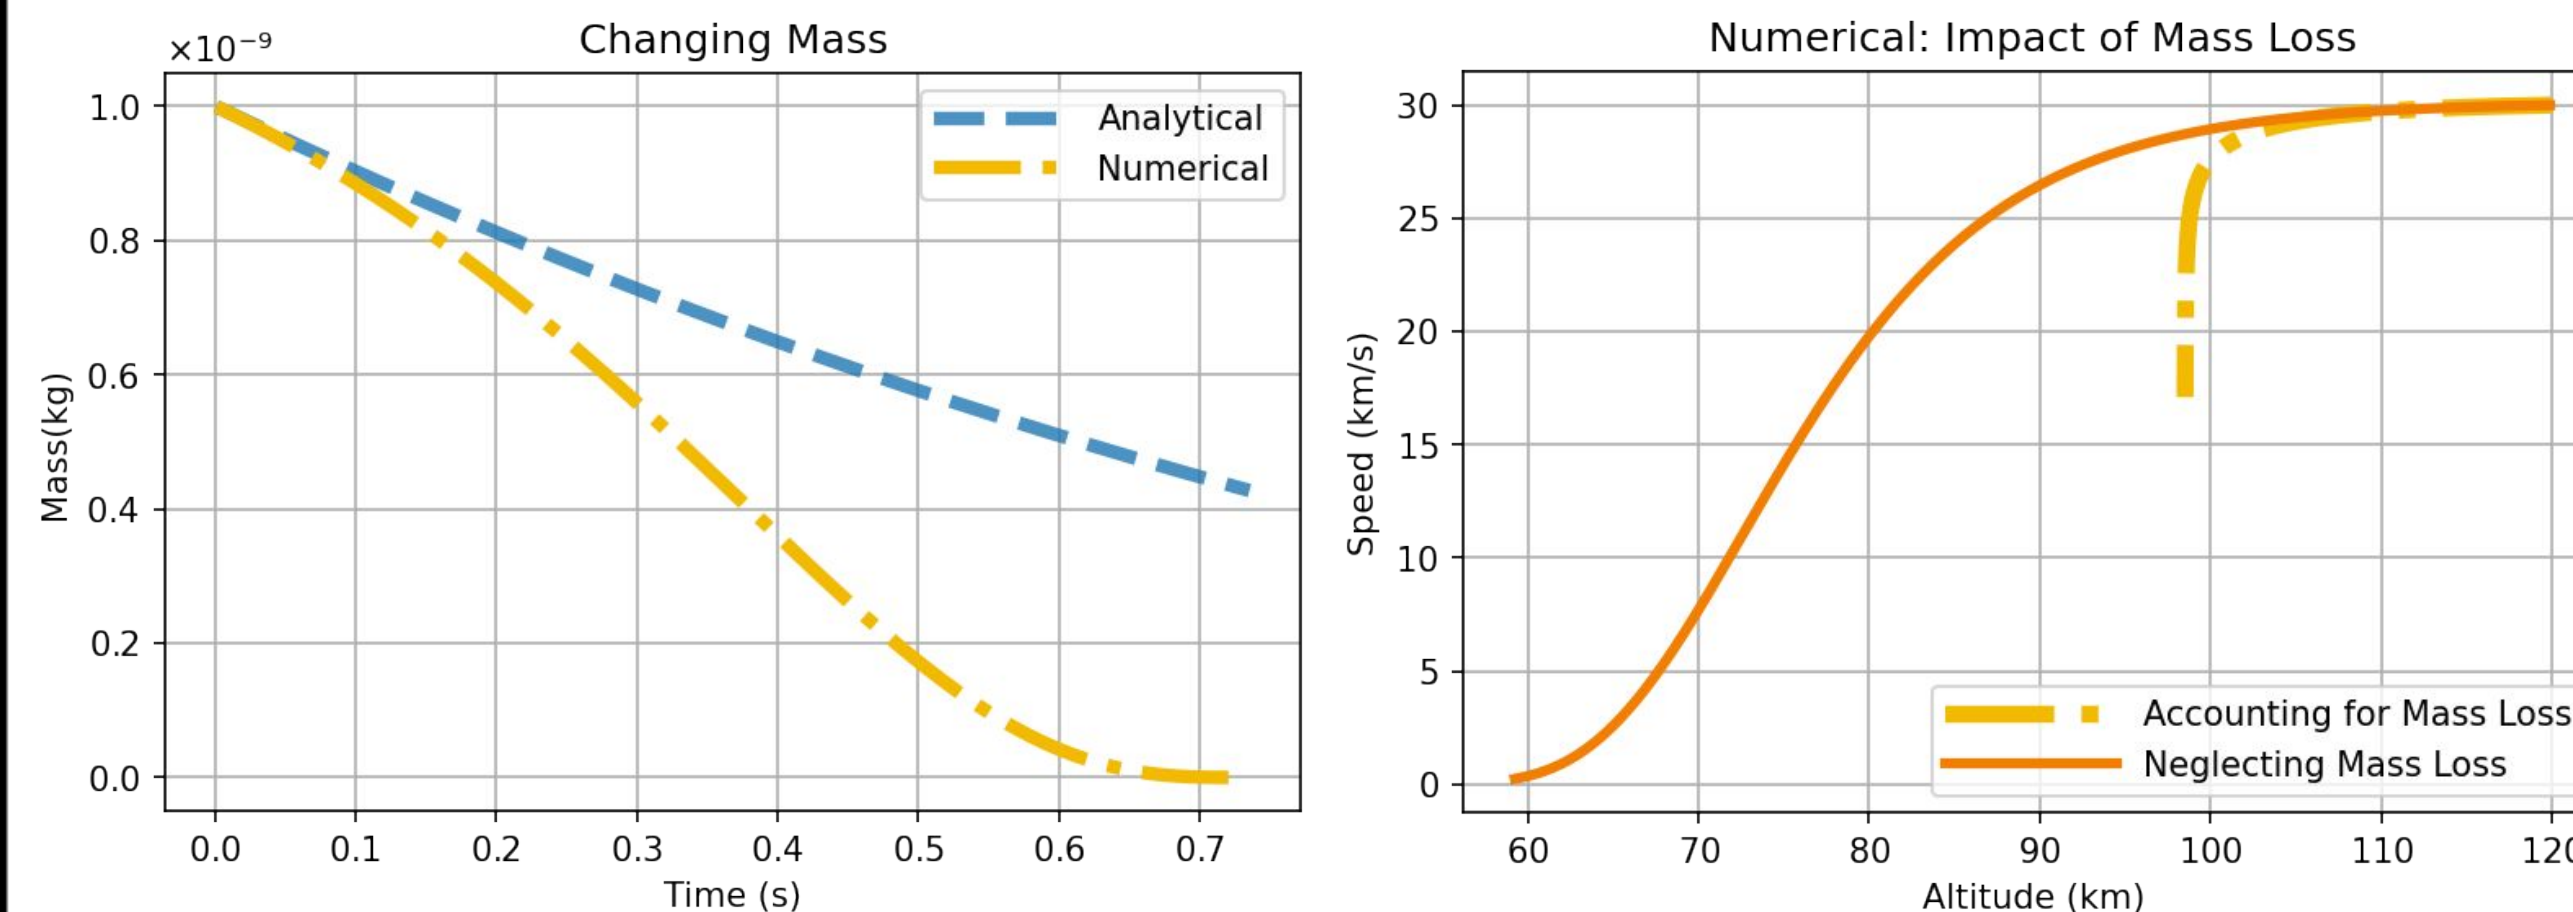 Changing Mass
×10⁻⁹
Mass(kg)
1.0
0.8
0.6
0.4
0.2
0.0
0.0 0.1 0.2 0.3 0.4 0.5 0.6 0.7
Time (s)
Analytical
Numerical
Numerical: Impact of Mass Loss
Speed (km/s)
30
25
20
15
10
5
0
60 70 80 90 100 110 120
Altitude (km)
Accounting for Mass Loss
Neglecting Mass Loss